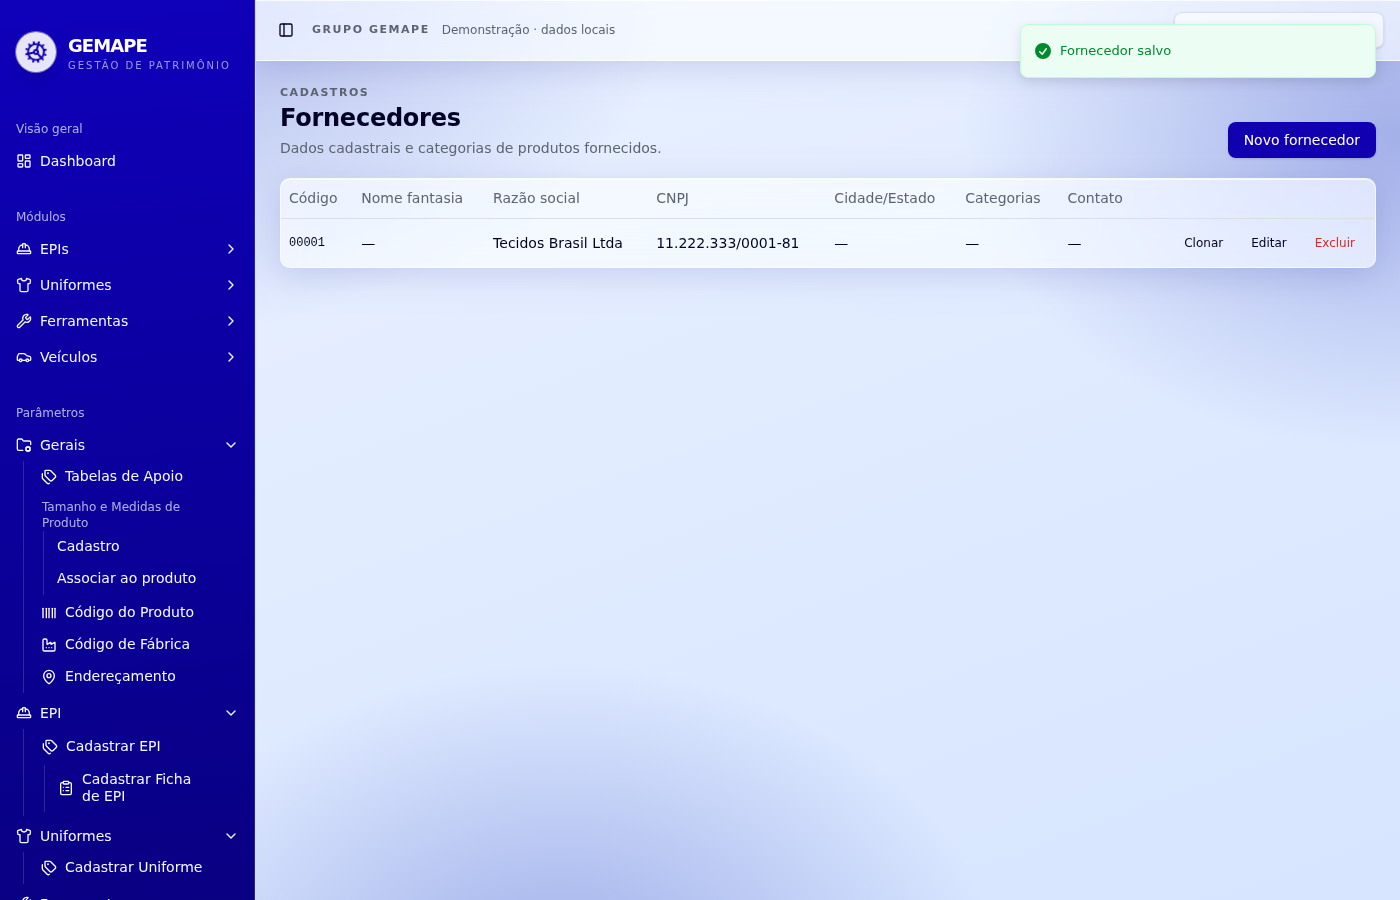 GEMAPE
GESTÃO DE PATRIMÔNIO
Visão geral
Dashboard
Módulos
EPIs
Uniformes
Ferramentas
Veículos
Parâmetros
Gerais
Tabelas de Apoio
Tamanho e Medidas de
Produto
Cadastro
Associar ao produto
Código do Produto
Código de Fábrica
Endereçamento
EPI
Cadastrar EPI
Cadastrar Ficha
de EPI
Uniformes
Cadastrar Uniforme
GRUPO GEMAPE Demonstração · dados locais
Fornecedor salvo
CADASTROS
Fornecedores
Dados cadastrais e categorias de produtos fornecidos.
Novo fornecedor
Código Nome fantasia Razão social CNPJ Cidade/Estado Categorias Contato
00001 — Tecidos Brasil Ltda 11.222.333/0001-81 — — — Clonar Editar Excluir